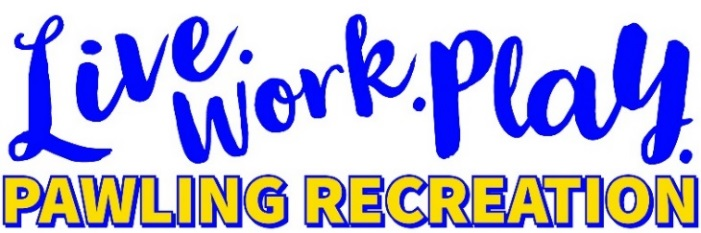 Live. Work. Play.
PAWLING RECREATION